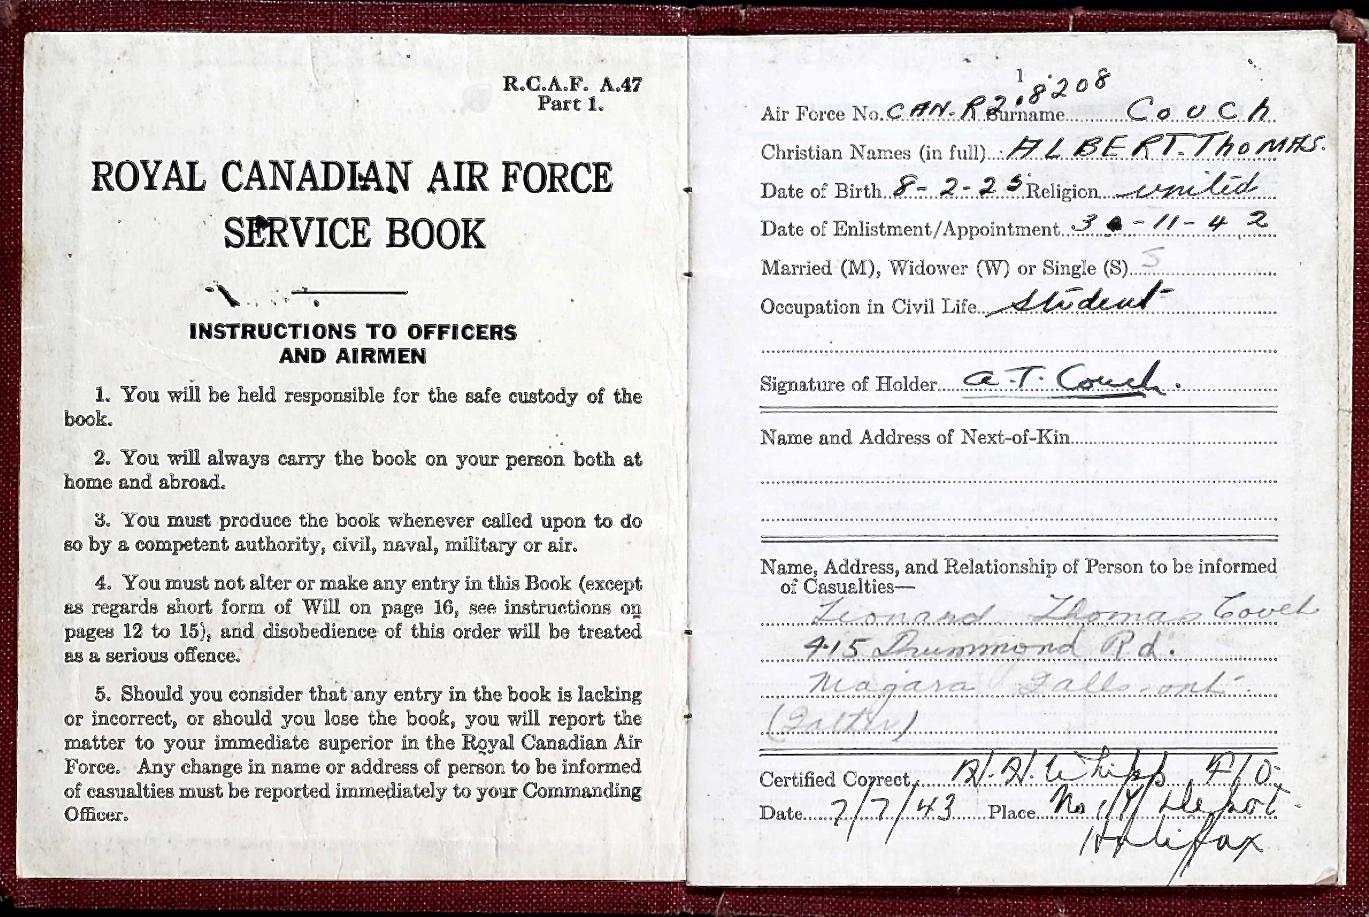 R.C.A.F. A.47
Part 1.
ROYAL CANADIAN AIR FORCE
SERVICE BOOK
INSTRUCTIONS TO OFFICERS
AND AIRMEN
1. You will be held responsible for the safe custody of the
book.
2. You will always carry the book on your person both at
home and abroad.
3. You must produce the book whenever called upon to do
so by a competent authority, civil, naval, military or air.
4. You must not alter or make any entry in this Book (except
as regards short form of Will on page 16, see instructions on
pages 12 to 15), and disobedience of this order will be treated
as a serious offence.
5. Should you consider that any entry in the book is lacking
or incorrect, or should you lose the book, you will report the
matter to your immediate superior in the Royal Canadian Air
Force. Any change in name or address of person to be informed
of casualties must be reported immediately to your Commanding
Officer.
1
Air Force No. CAN. R218208 Surname Couch
Christian Names (in full) ALBERT. THOMAS.
Date of Birth 8-2-25 Religion United
Date of Enlistment/Appointment -11-42
Married (M), Widower (W) or Single (S) S
Occupation in Civil Life Student
Signature of Holder A. T. Couch.
Name and Address of Next-of-Kin
Name, Address, and Relationship of Person to be informed
of Casualties—
Leonard Thomas Couch
415 Drummond Rd.
Niagara Falls - ont.
(Father)
Certified Correct H. H. Whipp F/O.
Date 7/7/43 Place No. 1 "Y" Depot
Halifax